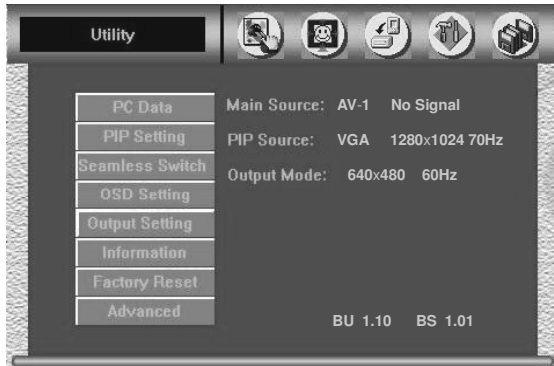 Utility
PC Data
PIP Setting
Seamless Switch
OSD Setting
Output Setting
Information
Factory Reset
Advanced
Main Source: AV-1 No Signal
PIP Source: VGA 1280x1024 70Hz
Output Mode: 640x480 60Hz
BU 1.10 BS 1.01